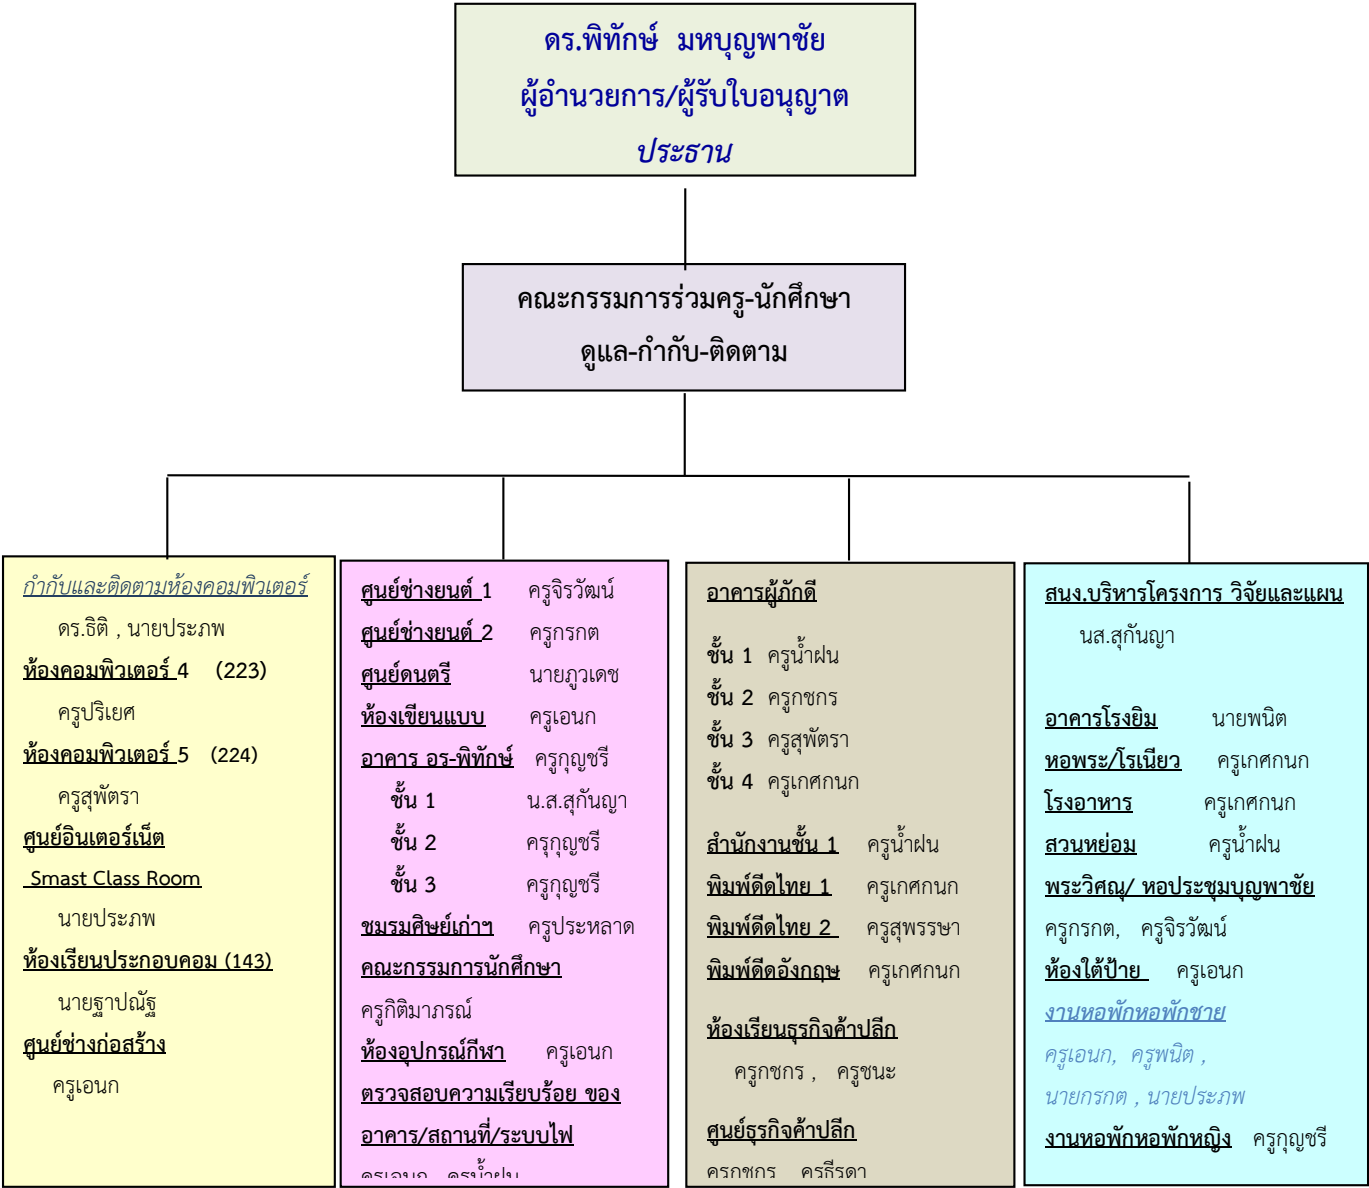 ดร.พิทักษ์ มหบุญพาชัย
ผู้อำนวยการ/ผู้รับใบอนุญาต
ประธาน
คณะกรรมการร่วมครู-นักศึกษา
ดูแล-กำกับ-ติดตาม
กำกับและติดตามห้องคอมพิวเตอร์
ดร.ธิติ , นายประภพ
ห้องคอมพิวเตอร์ 4 (223)
ครูปริเยศ
ห้องคอมพิวเตอร์ 5 (224)
ครูสุพัตรา
ศูนย์อินเตอร์เน็ต
Smast Class Room
นายประภพ
ห้องเรียนประกอบคอม (143)
นายฐาปณัฐ
ศูนย์ช่างก่อสร้าง
ครูเอนก
ศูนย์ช่างยนต์ 1 ครูจิรวัฒน์
ศูนย์ช่างยนต์ 2 ครูกรกต
ศูนย์ดนตรี นายภูวเดช
ห้องเขียนแบบ ครูเอนก
อาคาร อร-พิทักษ์ ครูกุญชรี
ชั้น 1 น.ส.สุกันญา
ชั้น 2 ครุกุญชรี
ชั้น 3 ครูกุญชรี
ชมรมศิษย์เก่าฯ ครูประหลาด
คณะกรรมการนักศึกษา
ครูกิติมาภรณ์
ห้องอุปกรณ์กีฬา ครูเอนก
ตรวจสอบความเรียบร้อย ของ
อาคาร/สถานที่/ระบบไฟ
ครูเอนก ครูน้ำฝน
อาคารผู้ภักดี
ชั้น 1 ครูน้ำฝน
ชั้น 2 ครูกชกร
ชั้น 3 ครูสุพัตรา
ชั้น 4 ครูเกศกนก
สำนักงานชั้น 1 ครูน้ำฝน
พิมพ์ดีดไทย 1 ครูเกศกนก
พิมพ์ดีดไทย 2 ครูสุพรรษา
พิมพ์ดีดอังกฤษ ครูเกศกนก
ห้องเรียนธุรกิจค้าปลีก
ครูกชกร , ครูชนะ
ศูนย์ธุรกิจค้าปลีก
ครูกชกร ครูธีรดา
สนง.บริหารโครงการ วิจัยและแผน
นส.สุกันญา
อาคารโรงยิม นายพนิต
หอพระ/โรเนียว ครูเกศกนก
โรงอาหาร ครูเกศกนก
สวนหย่อม ครูน้ำฝน
พระวิศณุ/ หอประชุมบุญพาชัย
ครูกรกต, ครูจิรวัฒน์
ห้องใต้ป้าย ครูเอนก
งานหอพักหอพักชาย
ครูเอนก, ครูพนิต ,
นายกรกต , นายประภพ
งานหอพักหอพักหญิง ครูกุญชรี